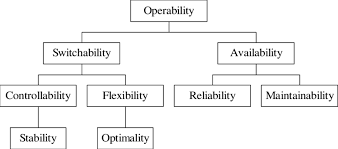 Operability
Switchability Availability
Controllability Flexibility Reliability Maintainability
Stability Optimality